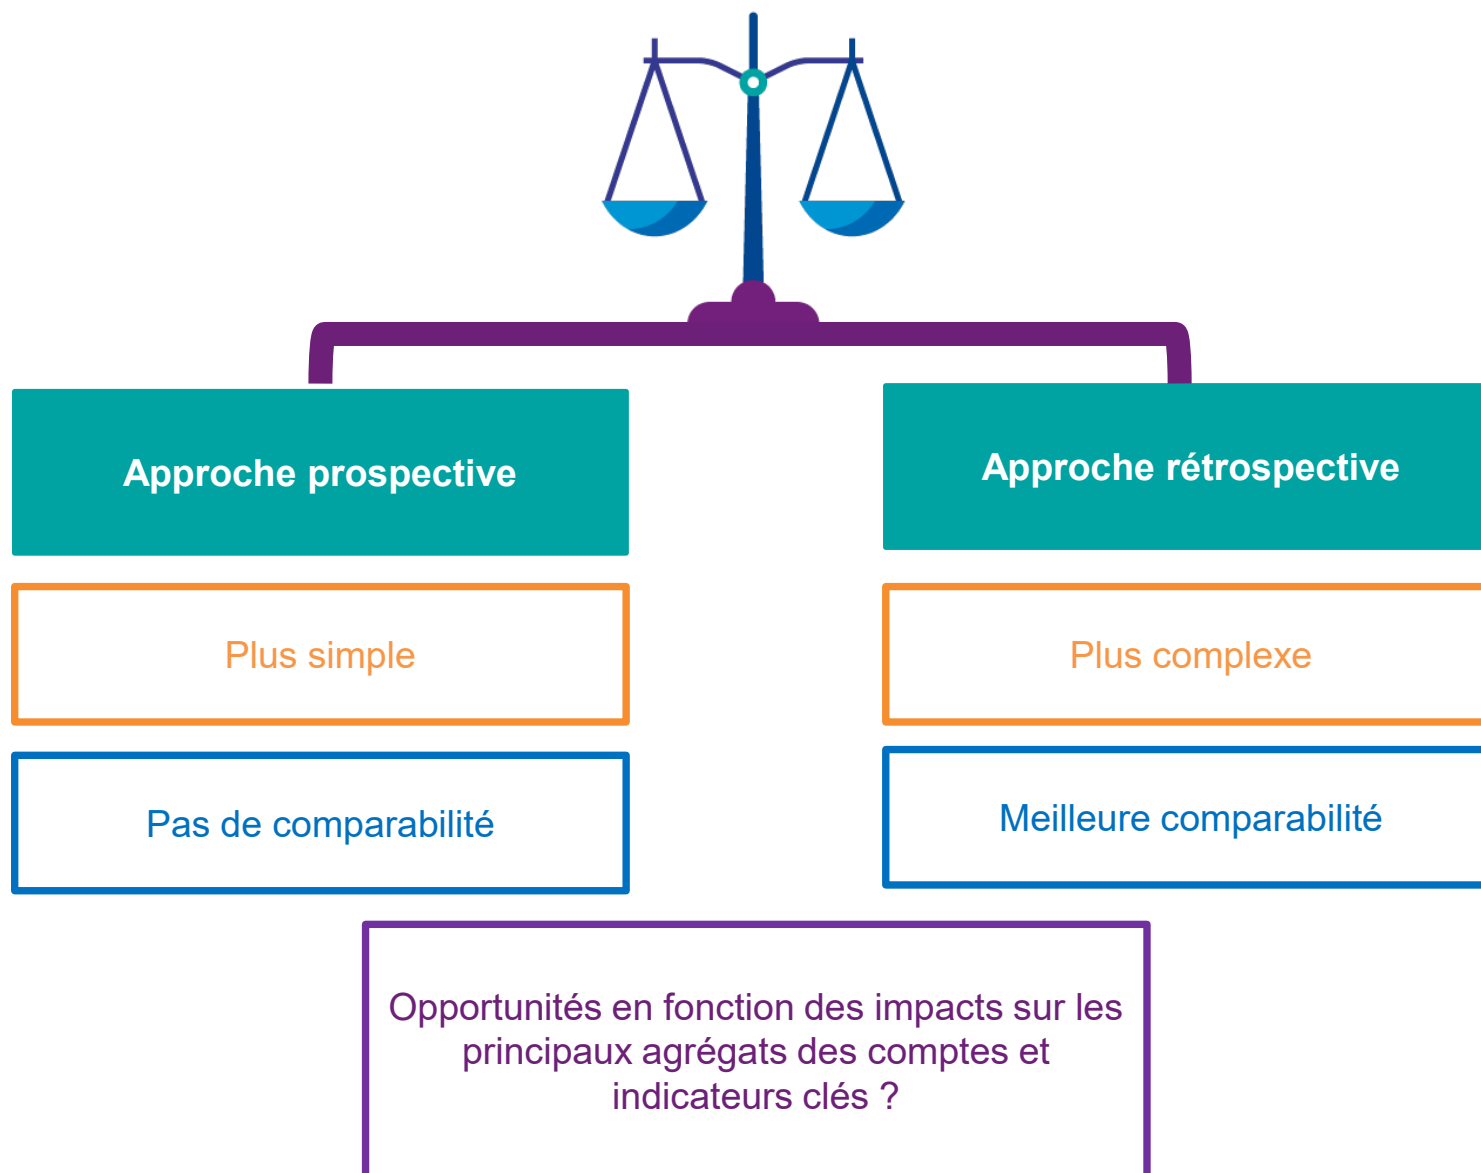 Approche prospective
Approche rétrospective
Plus simple
Plus complexe
Pas de comparabilité
Meilleure comparabilité
Opportunités en fonction des impacts sur les
principaux agrégats des comptes et
indicateurs clés ?